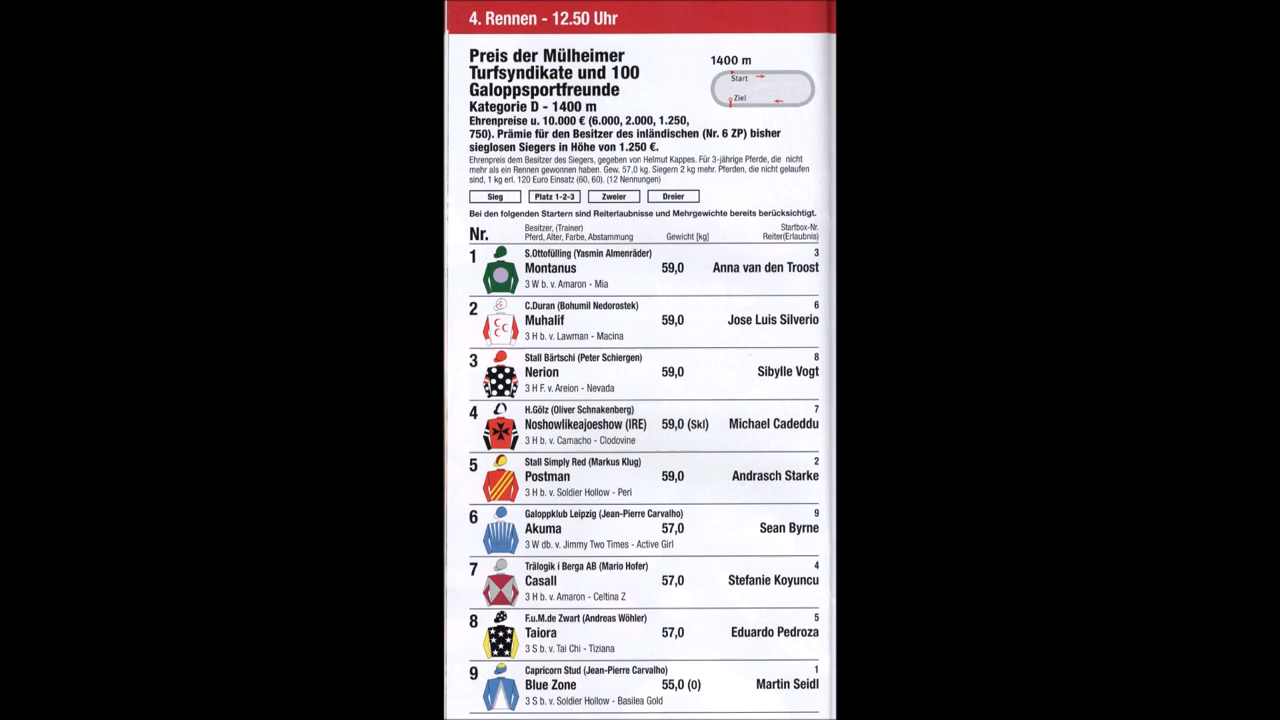 4. Rennen - 12.50 Uhr
Preis der Mülheimer
Turfsyndikate und 100
Galoppsportfreunde
Kategorie D - 1400 m
1400 m
Start
Ziel
Ehrenpreise u. 10.000 € (6.000, 2.000, 1.250,
750). Prämie für den Besitzer des inländischen (Nr. 6 ZP) bisher
sieglosen Siegers in Höhe von 1.250 €.
Ehrenpreis dem Besitzer des Siegers, gegeben von Helmut Kappes. Für 3-jährige Pferde, die nicht
mehr als ein Rennen gewonnen haben. Gew. 57,0 kg. Siegern 2 kg mehr. Pferden, die nicht gelaufen
sind, 1 kg erl. 120 Euro Einsatz (60, 60). (12 Nennungen)
Sieg Platz 1-2-3 Zweier Dreier
Bei den folgenden Startern sind Reiterlaubnisse und Mehrgewichte bereits berücksichtigt.
Besitzer, (Trainer) Startbox-Nr.
Nr. Pferd, Alter, Farbe, Abstammung Gewicht [kg] Reiter(Erlaubnis)
1 S.Ottofülling (Yasmin Almenräder) 3
Montanus 59,0 Anna van den Troost
3 W b. v. Amaron - Mia
2 C.Duran (Bohumil Nedorostek) 6
Muhalif 59,0 Jose Luis Silverio
3 H b. v. Lawman - Macina
3 Stall Bärtschi (Peter Schiergen) 8
Nerion 59,0 Sibylle Vogt
3 H F. v. Areion - Nevada
4 H.Gölz (Oliver Schnakenberg) 7
Noshowlikeajoeshow (IRE) 59,0 (Skl) Michael Cadeddu
3 H b. v. Camacho - Clodovine
5 Stall Simply Red (Markus Klug) 2
Postman 59,0 Andrasch Starke
3 H b. v. Soldier Hollow - Peri
6 Galoppklub Leipzig (Jean-Pierre Carvalho) 9
Akuma 57,0 Sean Byrne
3 W db. v. Jimmy Two Times - Active Girl
7 Trälogik i Berga AB (Mario Hofer) 4
Casall 57,0 Stefanie Koyuncu
3 H b. v. Amaron - Celtina Z
8 F.u.M.de Zwart (Andreas Wöhler) 5
Taiora 57,0 Eduardo Pedroza
3 S b. v. Tai Chi - Tiziana
9 Capricorn Stud (Jean-Pierre Carvalho) 1
Blue Zone 55,0 (0) Martin Seidl
3 S b. v. Soldier Hollow - Basilea Gold